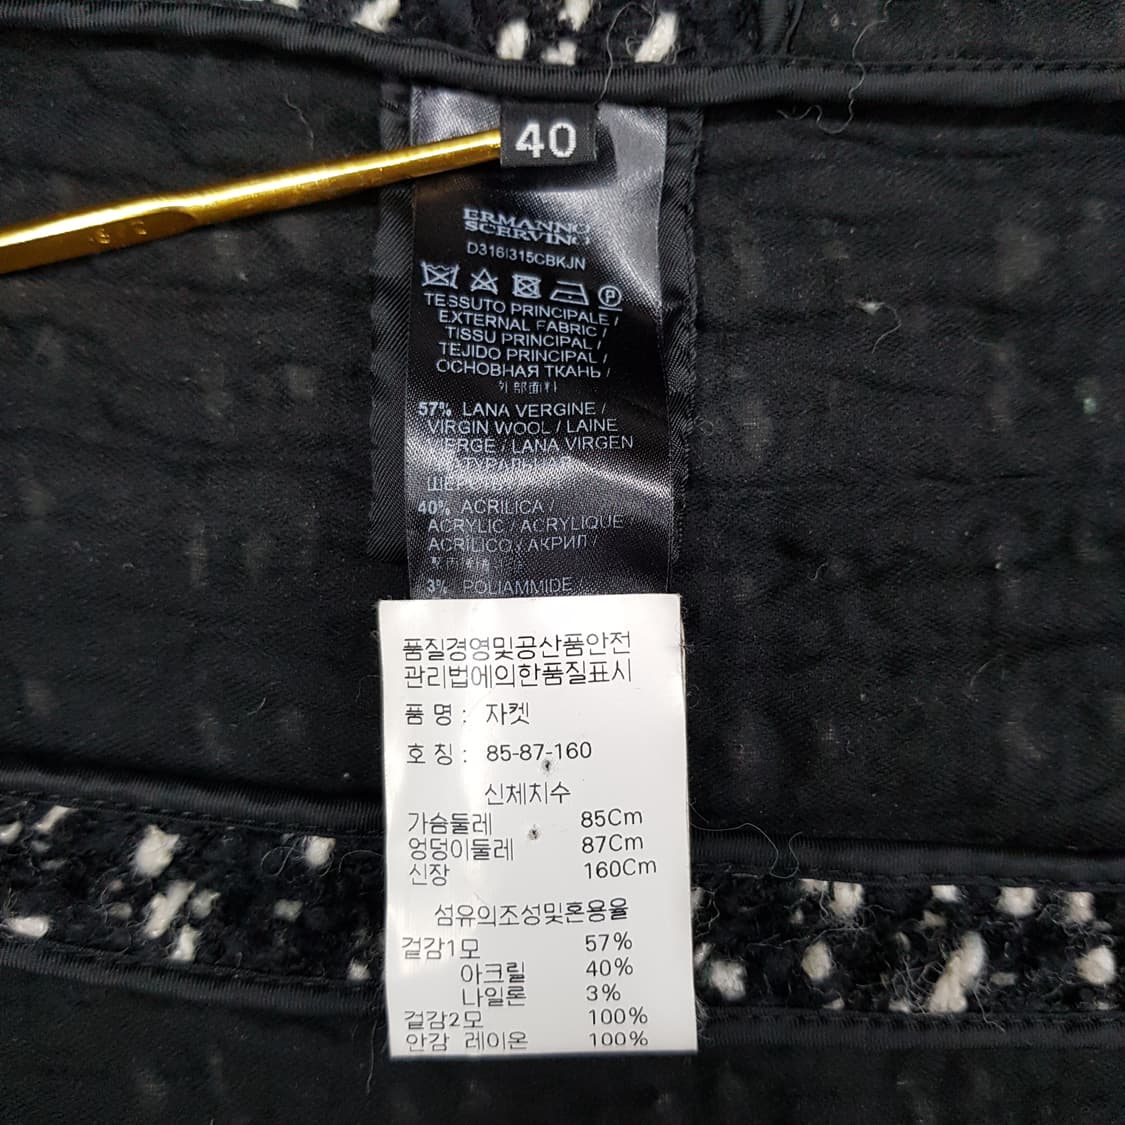 40
ERMANNO
SCERVINO
D316I315CBKJN
P
TESSUTO PRINCIPALE /
EXTERNAL FABRIC /
TISSU PRINCIPAL /
TEJIDO PRINCIPAL /
ОСНОВНАЯ ТКАНЬ /
外部面料
57% LANA VERGINE /
VIRGIN WOOL / LAINE
VIERGE / LANA VIRGEN
40% ACRILICA /
ACRYLIC / ACRYLIQUE /
ACRÍLICO / АКРИЛ /
3% POLIAMMIDE /
품질경영및공산품안전
관리법에의한품질표시
품 명 : 자켓
호 칭 : 85-87-160
신체치수
가슴둘레 85Cm
엉덩이둘레 87Cm
신장 160Cm
섬유의조성및혼용율
겉감1모 57%
아크릴 40%
나일론 3%
겉감2모 100%
안감 레이온 100%